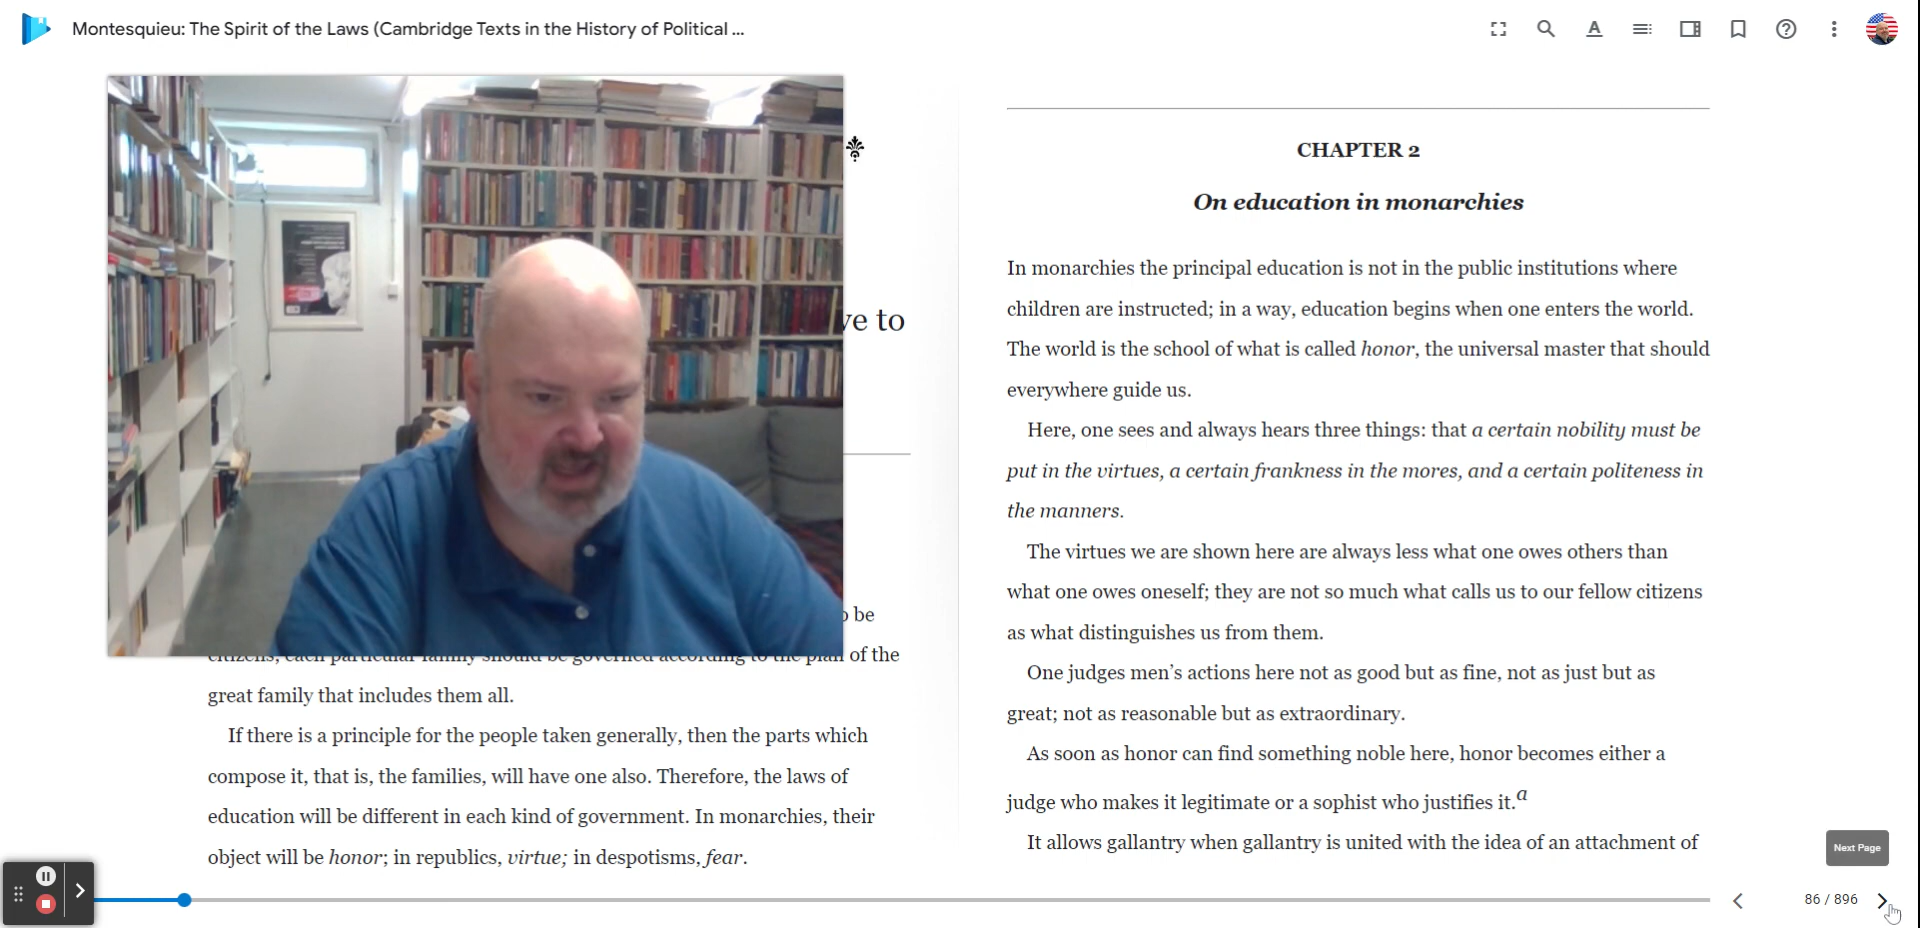 Montesquieu: The Spirit of the Laws (Cambridge Texts in the History of Political ...
ve to
be
citizens, each particular family should be governed according to the plan of the
great family that includes them all.
If there is a principle for the people taken generally, then the parts which
compose it, that is, the families, will have one also. Therefore, the laws of
education will be different in each kind of government. In monarchies, their
object will be honor; in republics, virtue; in despotisms, fear.
CHAPTER 2
On education in monarchies
In monarchies the principal education is not in the public institutions where
children are instructed; in a way, education begins when one enters the world.
The world is the school of what is called honor, the universal master that should
everywhere guide us.
Here, one sees and always hears three things: that a certain nobility must be
put in the virtues, a certain frankness in the mores, and a certain politeness in
the manners.
The virtues we are shown here are always less what one owes others than
what one owes oneself; they are not so much what calls us to our fellow citizens
as what distinguishes us from them.
One judges men's actions here not as good but as fine, not as just but as
great; not as reasonable but as extraordinary.
As soon as honor can find something noble here, honor becomes either a
judge who makes it legitimate or a sophist who justifies it.a
It allows gallantry when gallantry is united with the idea of an attachment of
Next Page
86 / 896